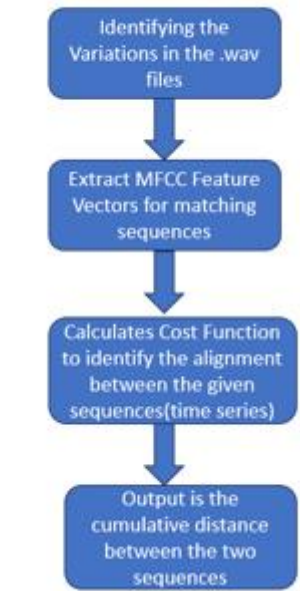 Identifying the
Variations in the .wav
files
Extract MFCC Feature
Vectors for matching
sequences
Calculates Cost Function
to identify the alignment
between the given
sequences(time series)
Output is the
cumulative distance
between the two
sequences